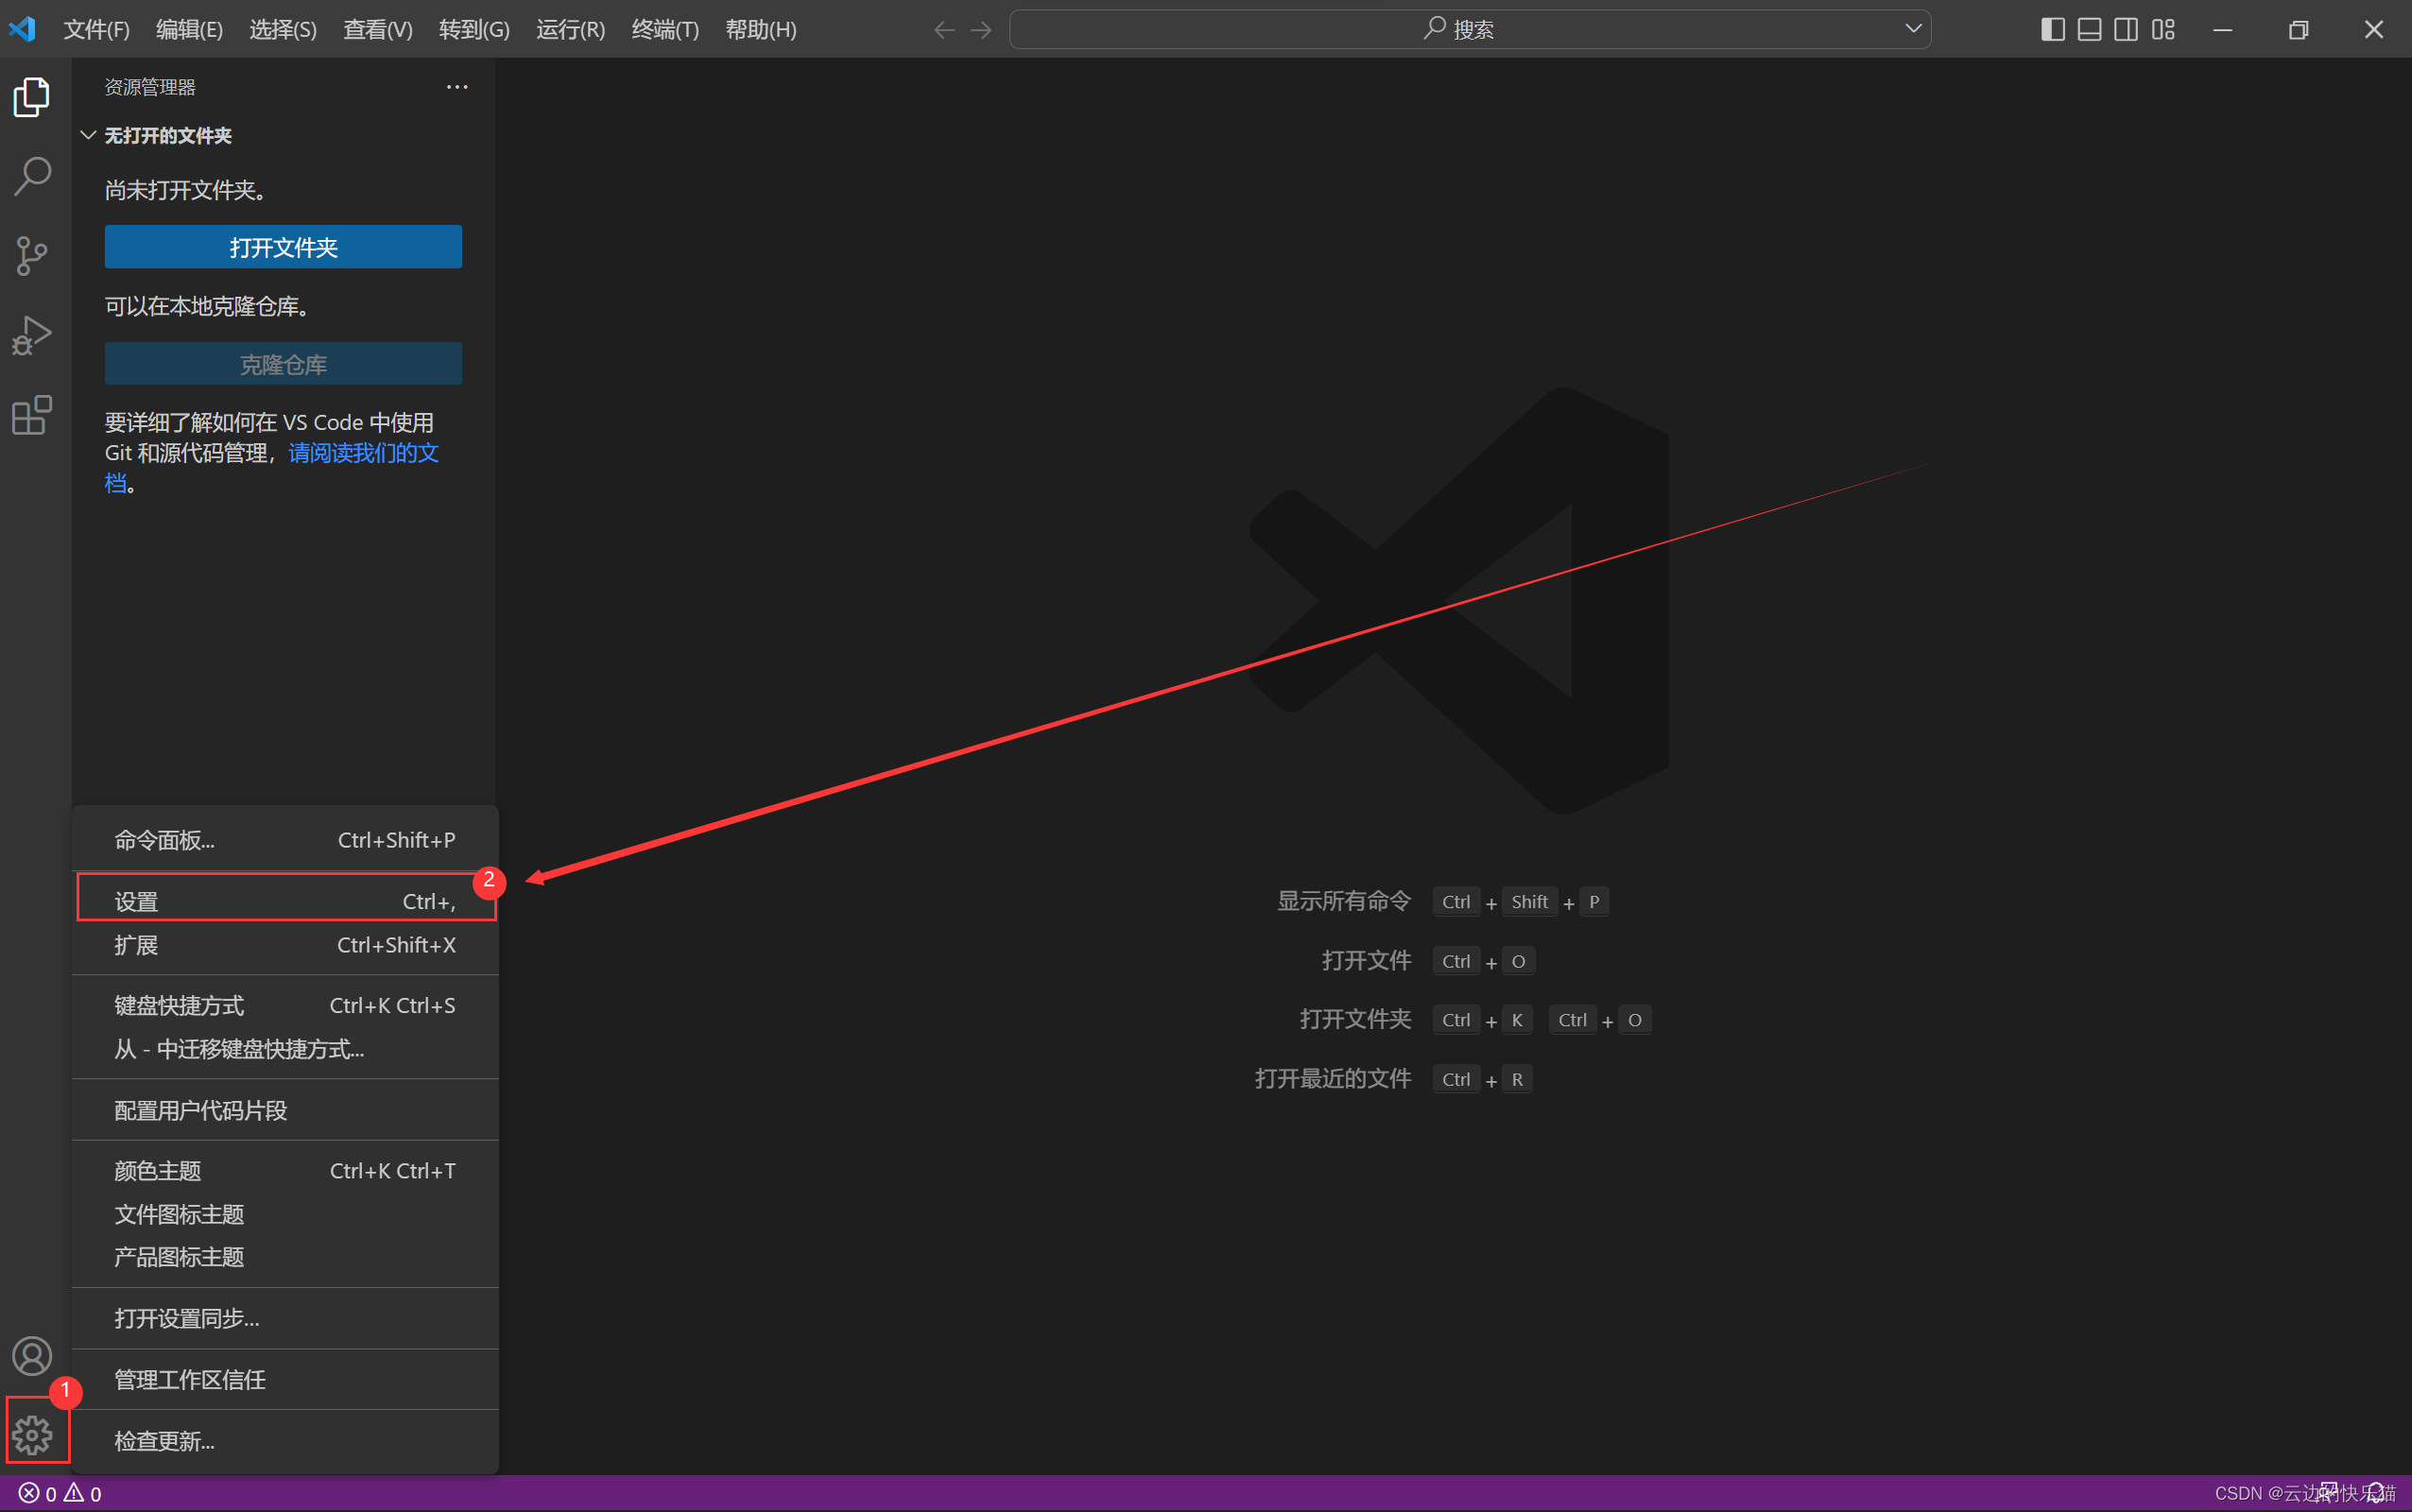 文件(F) 编辑(E) 选择(S) 查看(V) 转到(G) 运行(R) 终端(T) 帮助(H) 搜索
资源管理器
无打开的文件夹
尚未打开文件夹。
打开文件夹
可以在本地克隆仓库。
克隆仓库
要详细了解如何在 VS Code 中使用
Git 和源代码管理，请阅读我们的文
档。
命令面板... Ctrl+Shift+P
2
设置 Ctrl+,
扩展 Ctrl+Shift+X
键盘快捷方式 Ctrl+K Ctrl+S
从 - 中迁移键盘快捷方式...
配置用户代码片段
颜色主题 Ctrl+K Ctrl+T
文件图标主题
产品图标主题
打开设置同步...
管理工作区信任
检查更新...
1
显示所有命令 Ctrl + Shift + P
打开文件 Ctrl + O
打开文件夹 Ctrl + K Ctrl + O
打开最近的文件 Ctrl + R
0 0
CSDN @云边的快乐猫